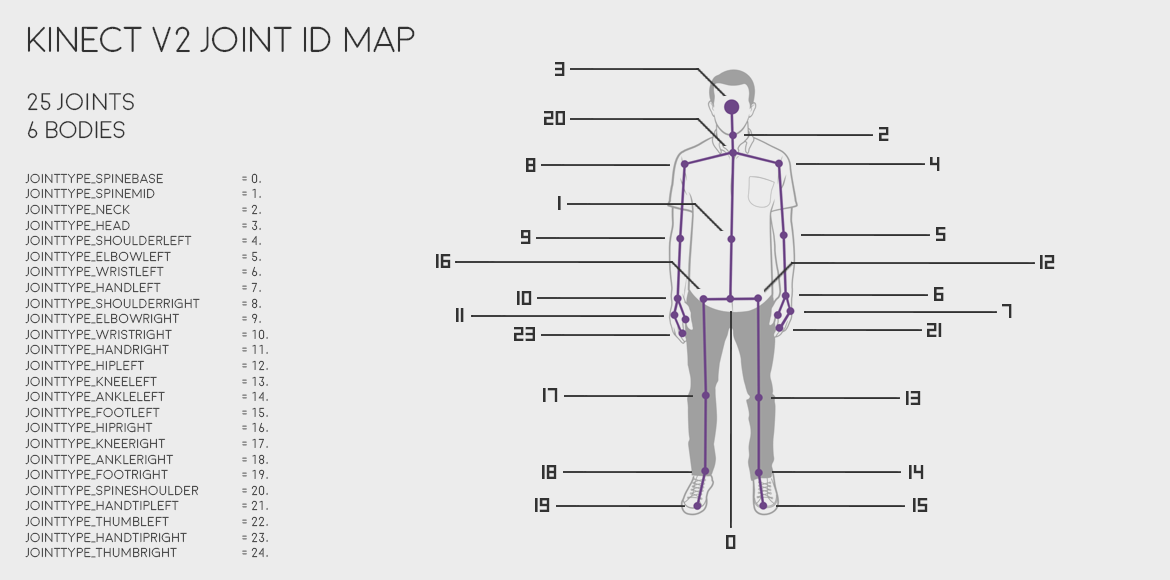 KINECT V2 JOINT ID MAP
25 JOINTS
6 BODIES
JOINTTYPE_SPINEBASE = 0.
JOINTTYPE_SPINEMID = 1.
JOINTTYPE_NECK = 2.
JOINTTYPE_HEAD = 3.
JOINTTYPE_SHOULDERLEFT = 4.
JOINTTYPE_ELBOWLEFT = 5.
JOINTTYPE_WRISTLEFT = 6.
JOINTTYPE_HANDLEFT = 7.
JOINTTYPE_SHOULDERRIGHT = 8.
JOINTTYPE_ELBOWRIGHT = 9.
JOINTTYPE_WRISTRIGHT = 10.
JOINTTYPE_HANDRIGHT = 11.
JOINTTYPE_HIPLEFT = 12.
JOINTTYPE_KNEELEFT = 13.
JOINTTYPE_ANKLELEFT = 14.
JOINTTYPE_FOOTLEFT = 15.
JOINTTYPE_HIPRIGHT = 16.
JOINTTYPE_KNEERIGHT = 17.
JOINTTYPE_ANKLERIGHT = 18.
JOINTTYPE_FOOTRIGHT = 19.
JOINTTYPE_SPINESHOULDER = 20.
JOINTTYPE_HANDTIPLEFT = 21.
JOINTTYPE_THUMBLEFT = 22.
JOINTTYPE_HANDTIPRIGHT = 23.
JOINTTYPE_THUMBRIGHT = 24.
3
20
2
8
4
1
9
5
16
12
10
6
11
7
23
21
17
13
18
14
19
15
0